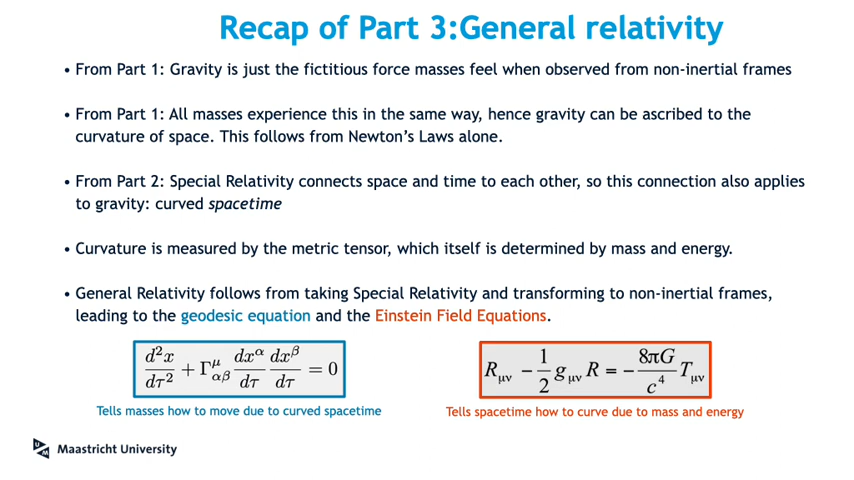 Recap of Part 3:General relativity
• From Part 1: Gravity is just the fictitious force masses feel when observed from non-inertial frames
• From Part 1: All masses experience this in the same way, hence gravity can be ascribed to the
curvature of space. This follows from Newton's Laws alone.
• From Part 2: Special Relativity connects space and time to each other, so this connection also applies
to gravity: curved spacetime
• Curvature is measured by the metric tensor, which itself is determined by mass and energy.
• General Relativity follows from taking Special Relativity and transforming to non-inertial frames,
leading to the geodesic equation and the Einstein Field Equations.
d²x/dτ² + Γ^μ_αβ dx^α/dτ dx^β/dτ = 0
R_μν − 1/2 g_μν R = − 8πG/c⁴ T_μν
Tells masses how to move due to curved spacetime
Tells spacetime how to curve due to mass and energy
UM Maastricht University